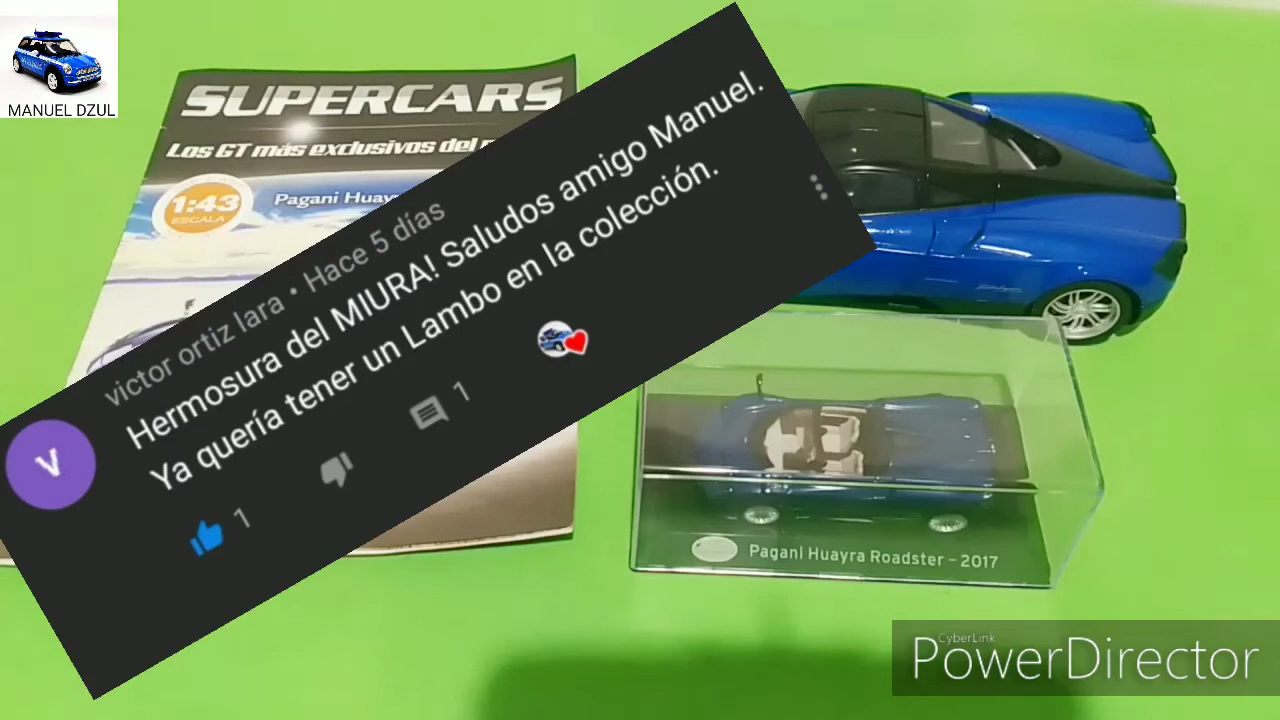 MANUEL DZUL
SUPERCARS
Los GT más exclusivos del
1:43
ESCALA
Pagani Huay
victor ortiz lara • Hace 5 días
Hermosura del MIURA! Saludos amigo Manuel.
Ya quería tener un Lambo en la colección.
V
1
1
Pagani Huayra Roadster – 2017
CyberLink
PowerDirector